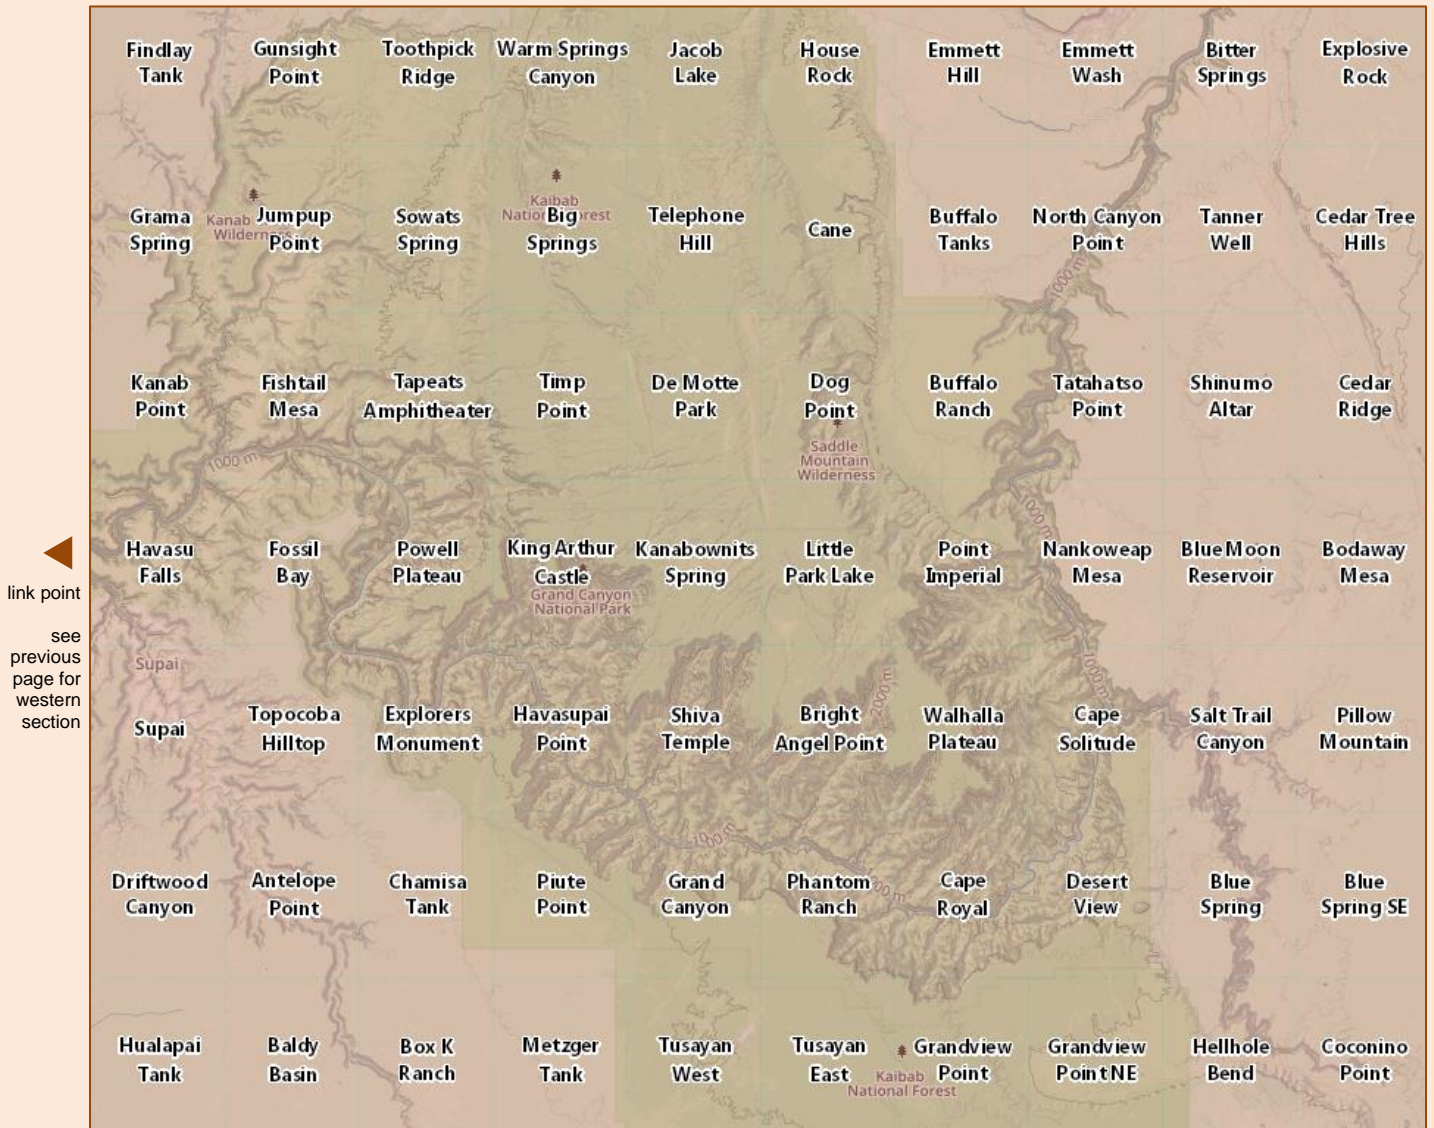 Findlay
Tank
Gunsight
Point
Toothpick
Ridge
Warm Springs
Canyon
Jacob
Lake
House
Rock
Emmett
Hill
Emmett
Wash
Bitter
Springs
Explosive
Rock
Grama
Spring
Kanab
Wilderness
Jumpup
Point
Sowats
Spring
Kaibab
National Forest
Big
Springs
Telephone
Hill
Cane
Buffalo
Tanks
North Canyon
Point
Tanner
Well
Cedar Tree
Hills
1000 m
Kanab
Point
Fishtail
Mesa
Tapeats
Amphitheater
Timp
Point
De Motte
Park
Dog
Point
Saddle
Mountain
Wilderness
Buffalo
Ranch
Tatahatso
Point
Shinumo
Altar
Cedar
Ridge
1000 m
1000 m
link point
see
previous
page for
western
section
Havasu
Falls
Fossil
Bay
Powell
Plateau
King Arthur
Castle
Grand Canyon
National Park
Kanabownits
Spring
Little
Park Lake
Point
Imperial
Nankoweap
Mesa
Blue Moon
Reservoir
Bodaway
Mesa
Supai
1000 m
2000 m
Supai
Topocoba
Hilltop
Explorers
Monument
Havasupai
Point
Shiva
Temple
Bright
Angel Point
Walhalla
Plateau
Cape
Solitude
Salt Trail
Canyon
Pillow
Mountain
1000 m
1000 m
Driftwood
Canyon
Antelope
Point
Chamisa
Tank
Piute
Point
Grand
Canyon
Phantom
Ranch
Cape
Royal
Desert
View
Blue
Spring
Blue
Spring SE
Hualapai
Tank
Baldy
Basin
Box K
Ranch
Metzger
Tank
Tusayan
West
Tusayan
East
Kaibab
National Forest
Grandview
Point
Grandview
Point NE
Hellhole
Bend
Coconino
Point